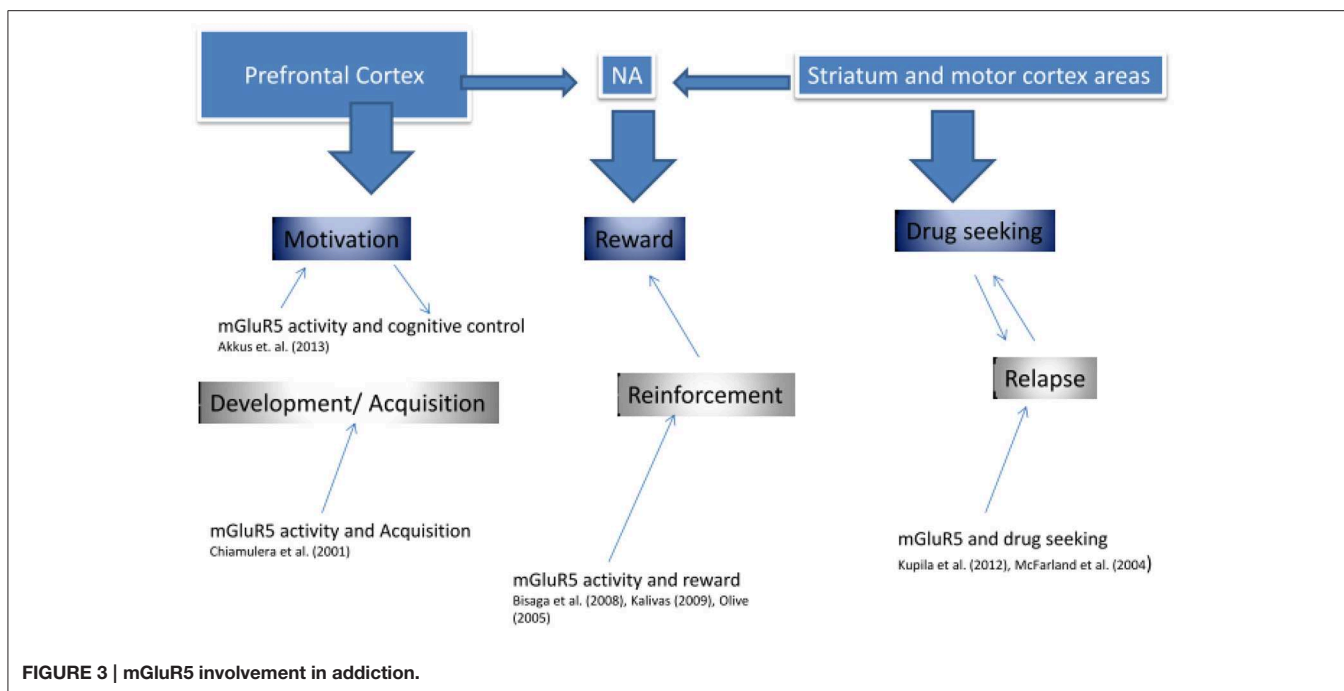 Prefrontal Cortex
NA
Striatum and motor cortex areas
Motivation
Reward
Drug seeking
mGluR5 activity and cognitive control
Akkus et. al. (2013)
Development/ Acquisition
Reinforcement
Relapse
mGluR5 activity and Acquisition
Chiamulera et al. (2001)
mGluR5 activity and reward
Bisaga et al. (2008), Kalivas (2009), Olive
(2005)
mGluR5 and drug seeking
Kupila et al. (2012), McFarland et al. (2004)
FIGURE 3 | mGluR5 involvement in addiction.